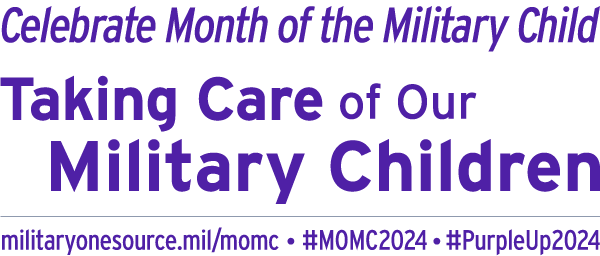 Celebrate Month of the Military Child
Taking Care of Our
Military Children
militaryonesource.mil/momc • #MOMC2024 • #PurpleUp2024